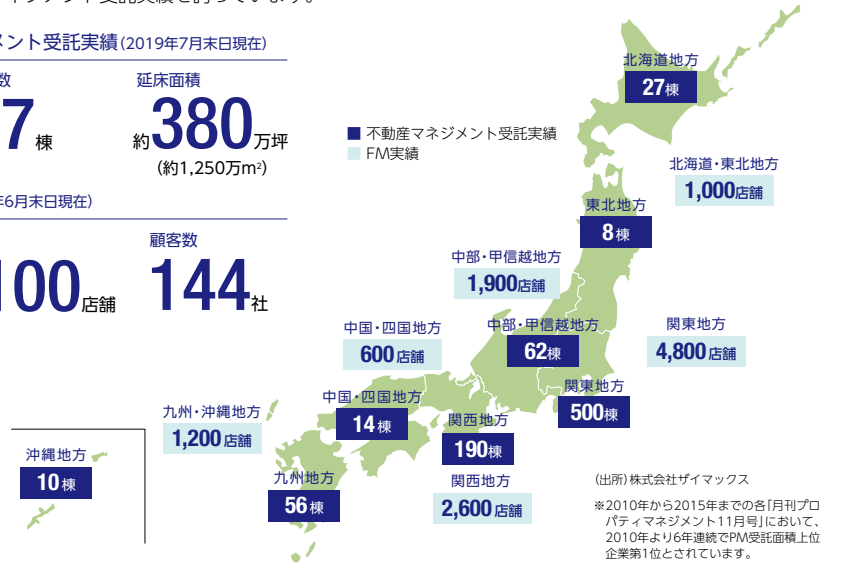 メント受託実績(2019年7月末日現在)
数
延床面積
7棟
約380万坪
(約1,250万m²)
年6月末日現在)
顧客数
100店舗
144社
■ 不動産マネジメント受託実績
■ FM実績
北海道地方
27棟
北海道・東北地方
1,000店舗
東北地方
8棟
中部・甲信越地方
1,900店舗
中部・甲信越地方
62棟
関東地方
4,800店舗
中国・四国地方
600店舗
関東地方
500棟
中国・四国地方
14棟
九州・沖縄地方
1,200店舗
関西地方
190棟
関西地方
2,600店舗
九州地方
56棟
沖縄地方
10棟
(出所)株式会社ザイマックス
※2010年から2015年までの各「月刊プロ
パティマネジメント11月号」において、
2010年より6年連続でPM受託面積上位
企業第1位とされています。